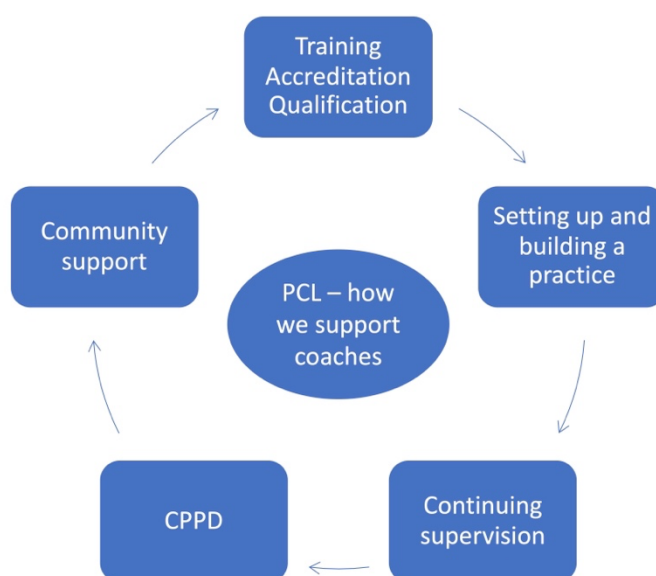 Training
Accreditation
Qualification
Setting up and
building a
practice
Continuing
supervision
CPPD
Community
support
PCL – how
we support
coaches